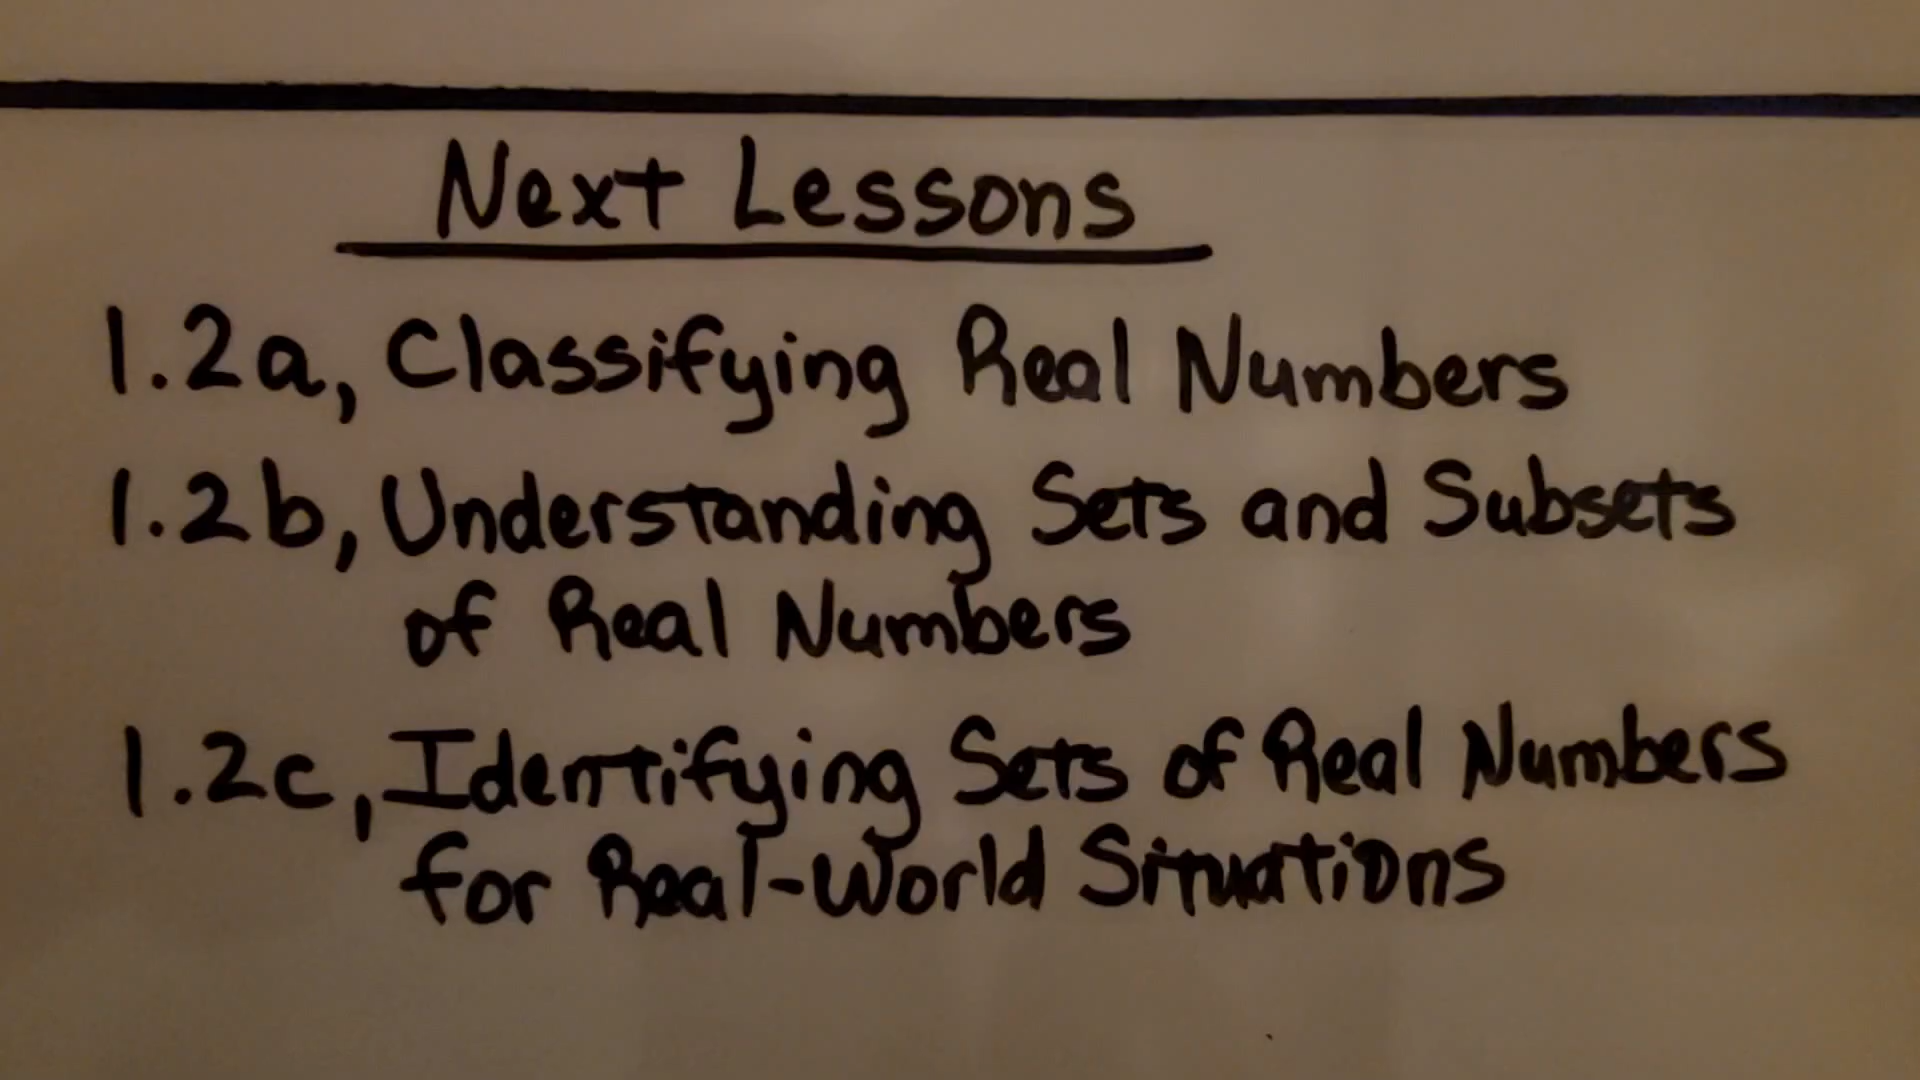 Next Lessons
1.2a, Classifying Real Numbers
1.2b, Understanding Sets and Subsets
of Real Numbers
1.2c, Identifying Sets of Real Numbers
for Real-World Situations